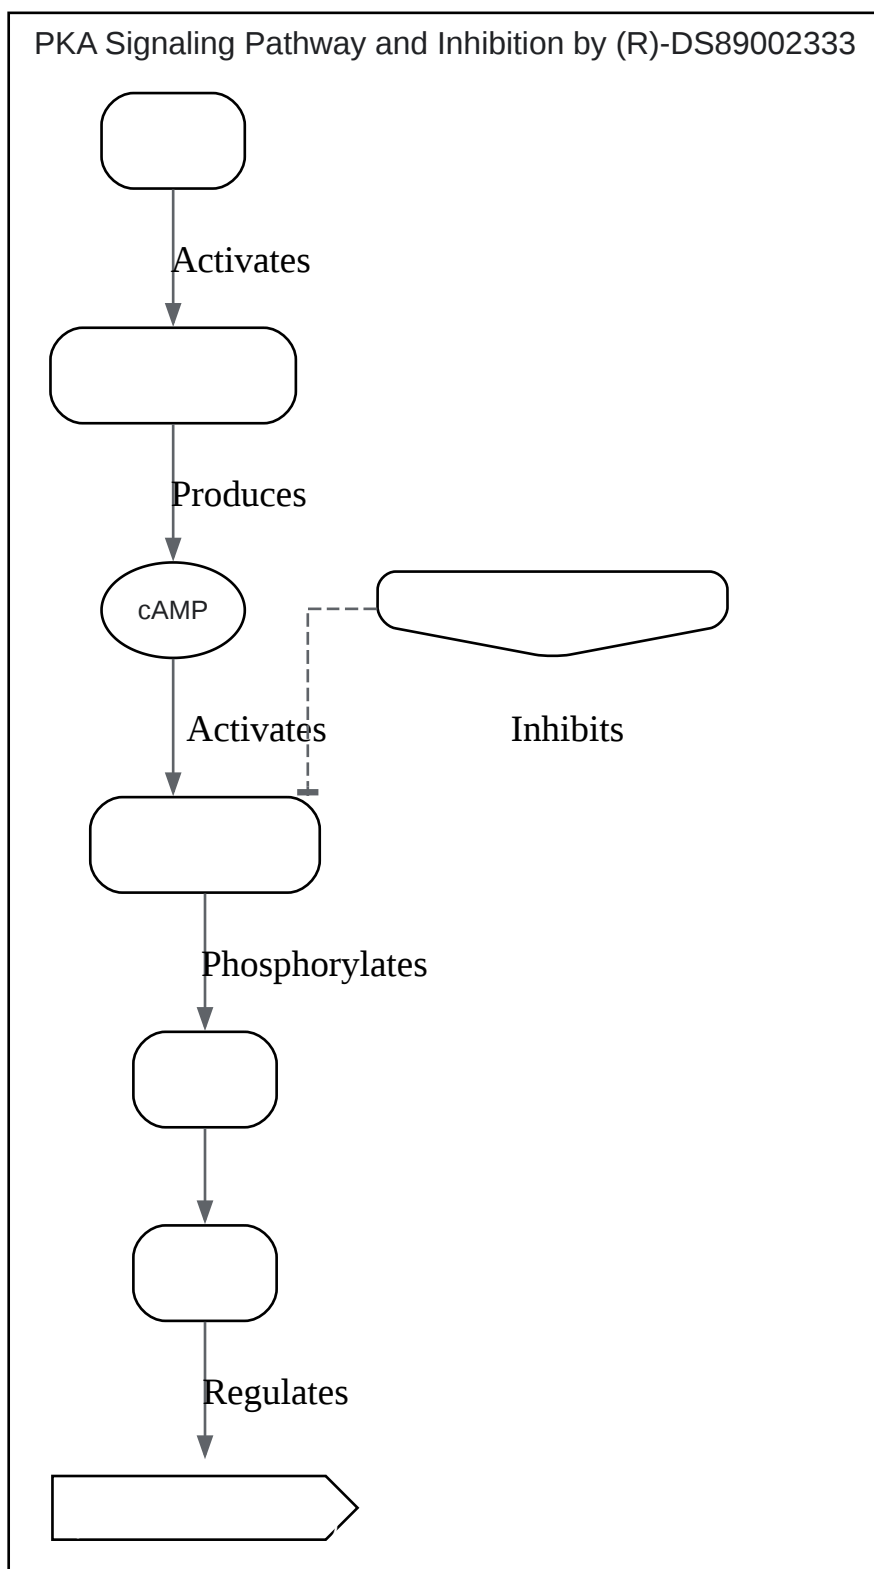 PKA Signaling Pathway and Inhibition by (R)-DS89002333
Activates
Produces
cAMP
Activates
Inhibits
Phosphorylates
Regulates